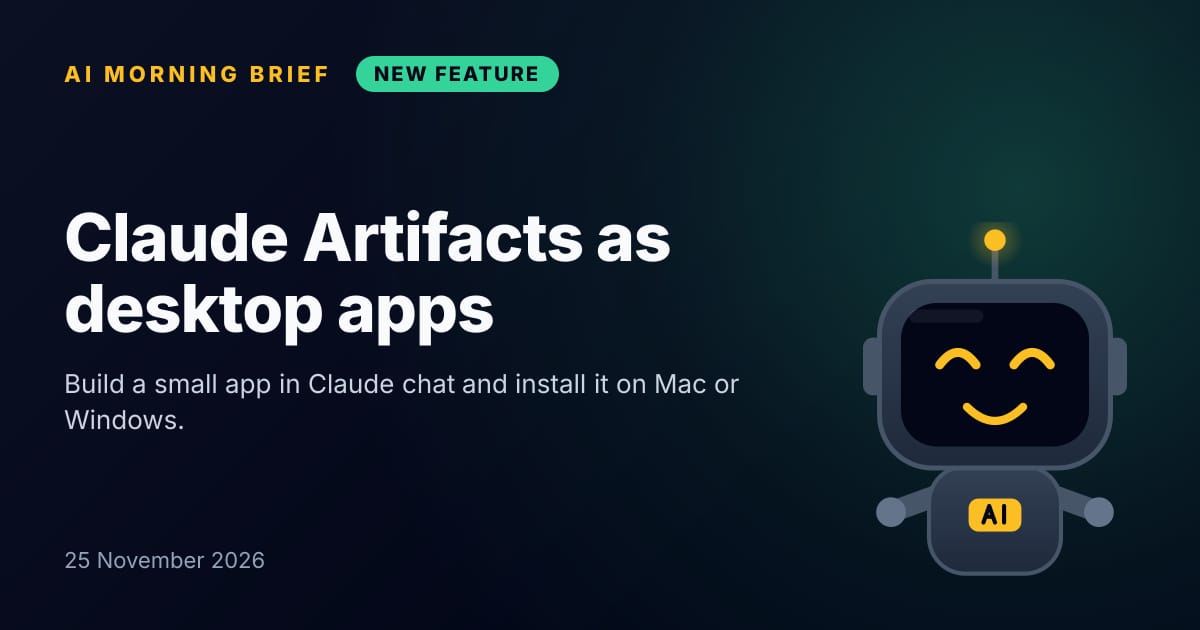 AI MORNING BRIEF
NEW FEATURE
Claude Artifacts as
desktop apps
Build a small app in Claude chat and install it on Mac or
Windows.
AI
25 November 2026